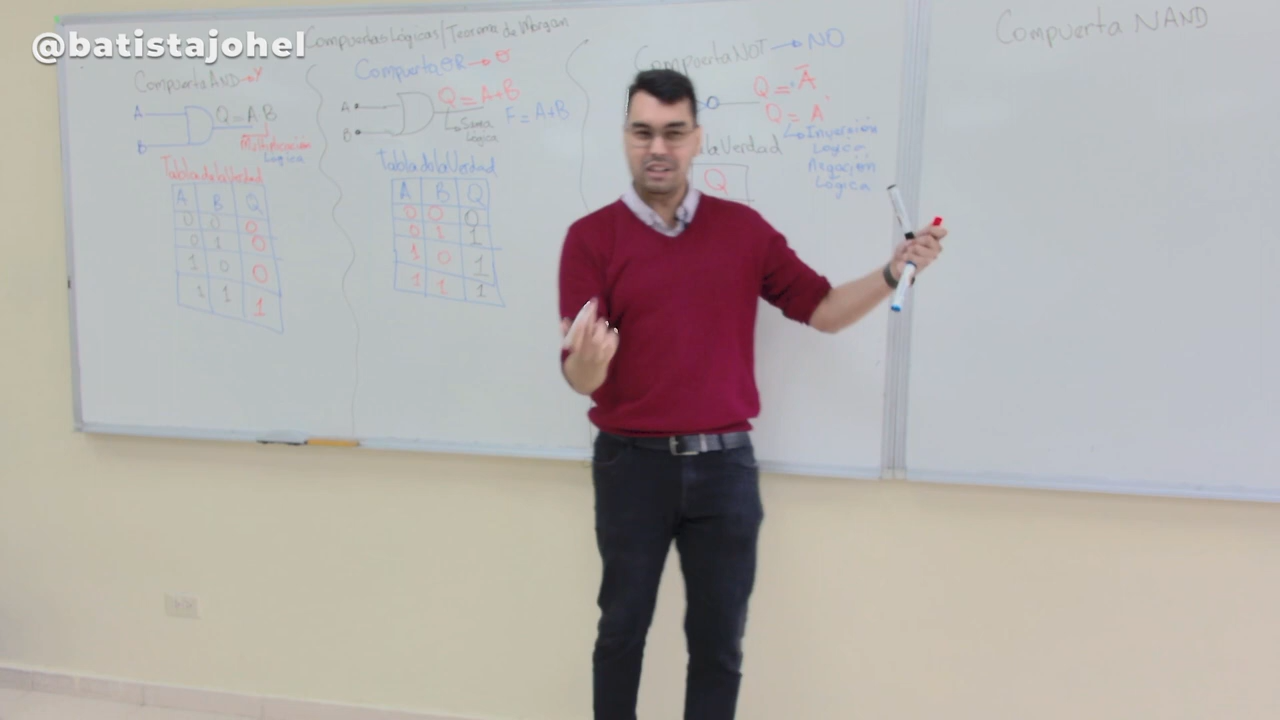 @batistajohel
Compuertas Lógicas/Teorema de Morgan
Compuerta AND → Y
A
B
Q = A.B
Multiplicación
Lógica
Tabla de la Verdad
A B Q
0 0 0
0 1 0
1 0 0
1 1 1
Compuerta OR → O
A
B
Q = A+B
F = A+B
Suma
Lógica
Tabla de la Verdad
A B Q
0 0 0
0 1 1
1 0 1
1 1 1
Compuerta NOT → NO
Q = A̅
Q = A'
Inversión
Lógica
Negación
Lógica
la Verdad
Q
Compuerta NAND